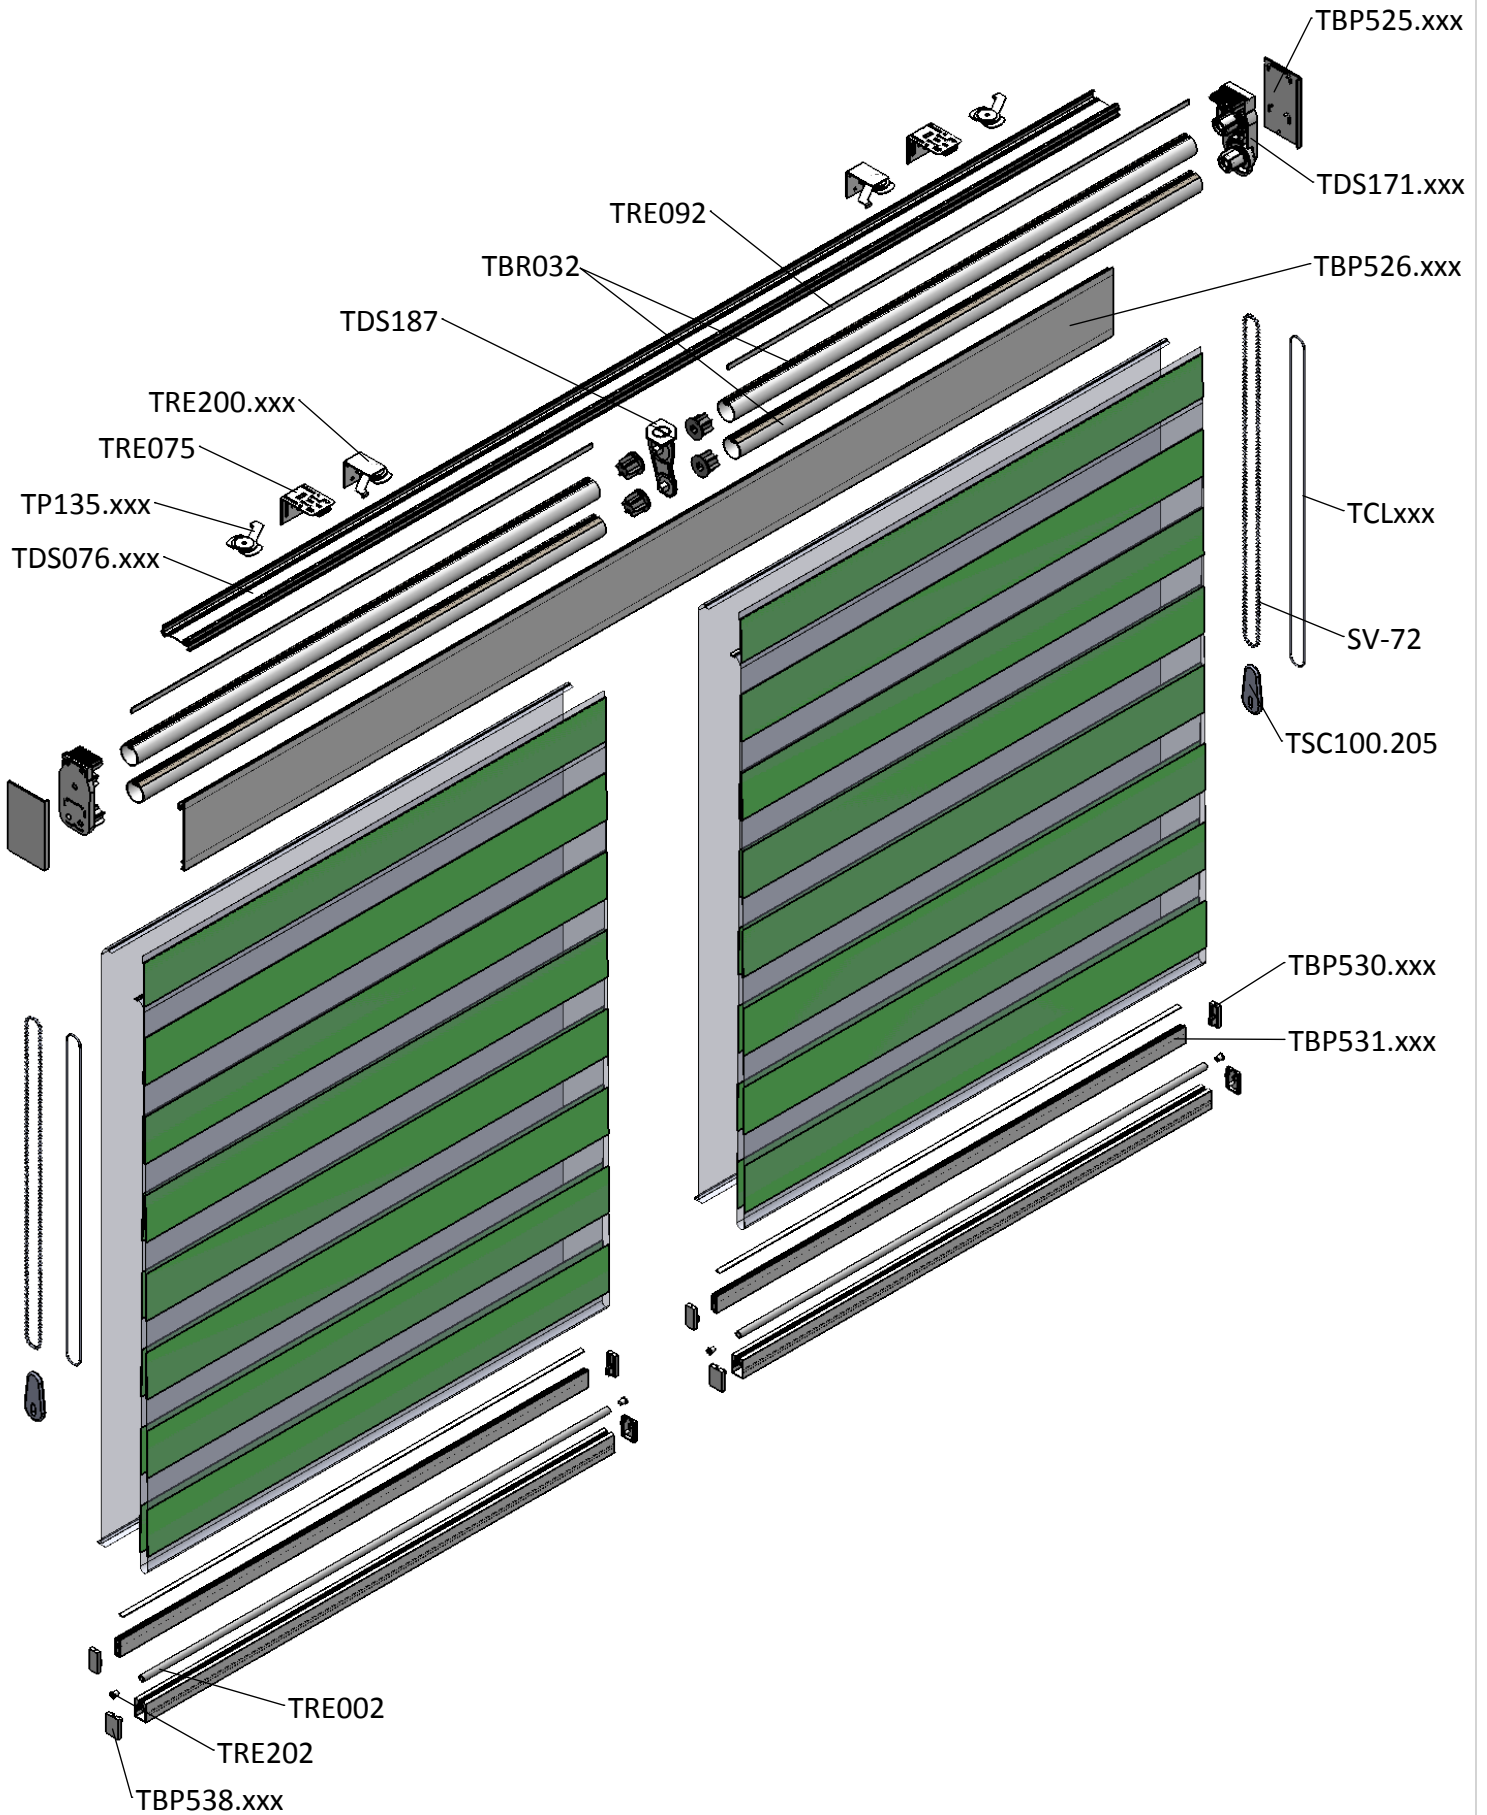 TBP525.xxx
TDS171.xxx
TRE092
TBR032
TBP526.xxx
TDS187
TRE200.xxx
TRE075
TP135.xxx
TCLxxx
TDS076.xxx
SV-72
TSC100.205
TBP530.xxx
TBP531.xxx
TRE002
TRE202
TBP538.xxx